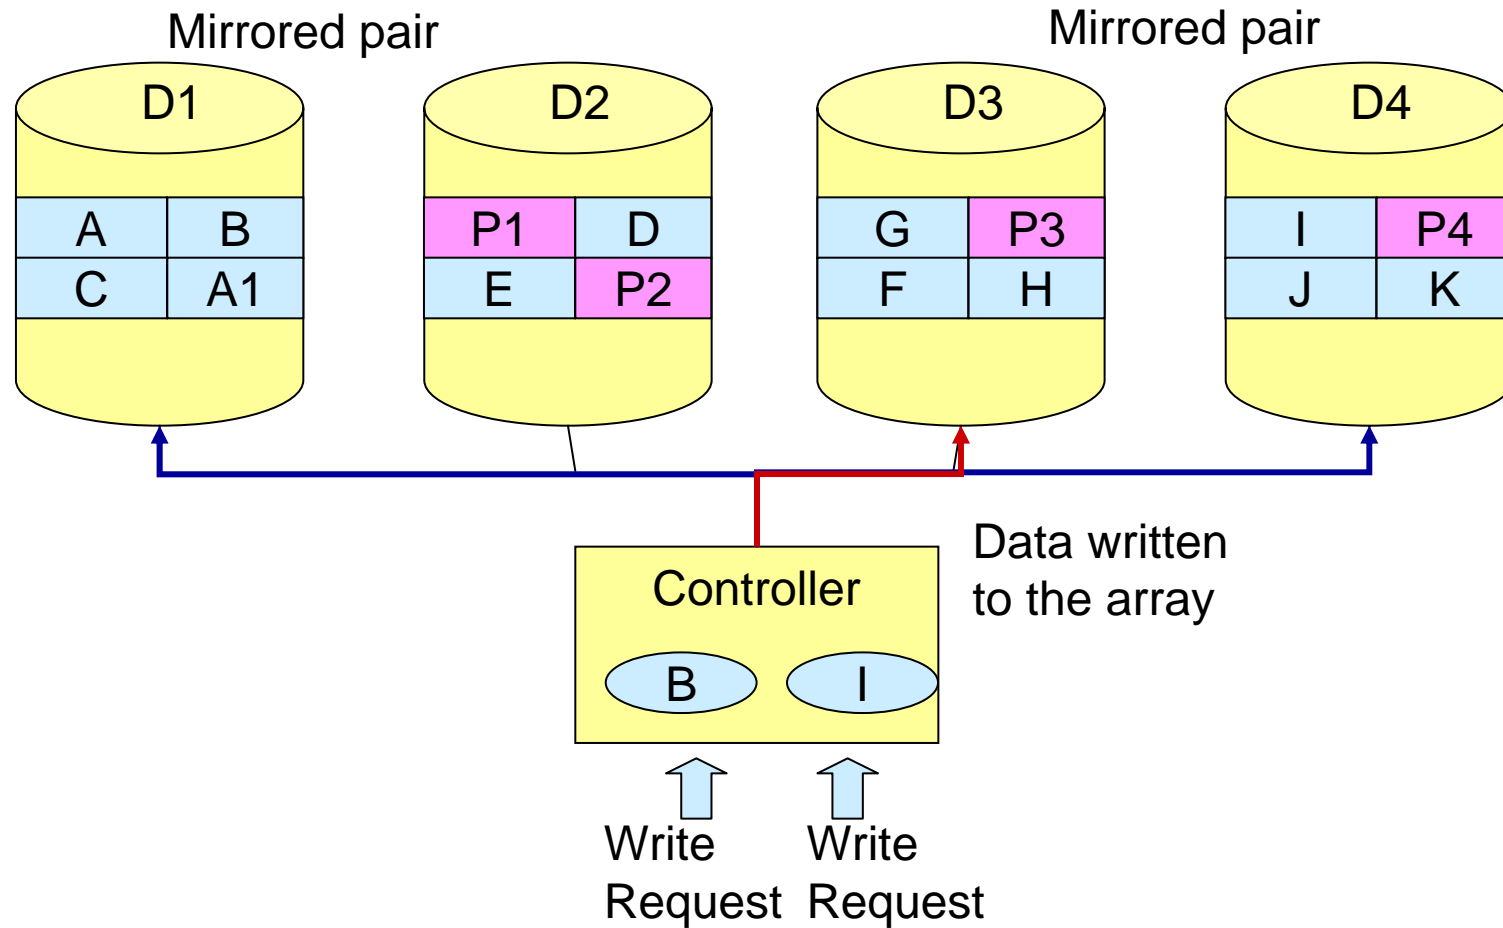 Mirrored pair
Mirrored pair
D1
D2
D3
D4
A B
P1 D
G P3
I P4
C A1
E P2
F H
J K
Data written
to the array
Controller
B
I
Write
Request
Write
Request